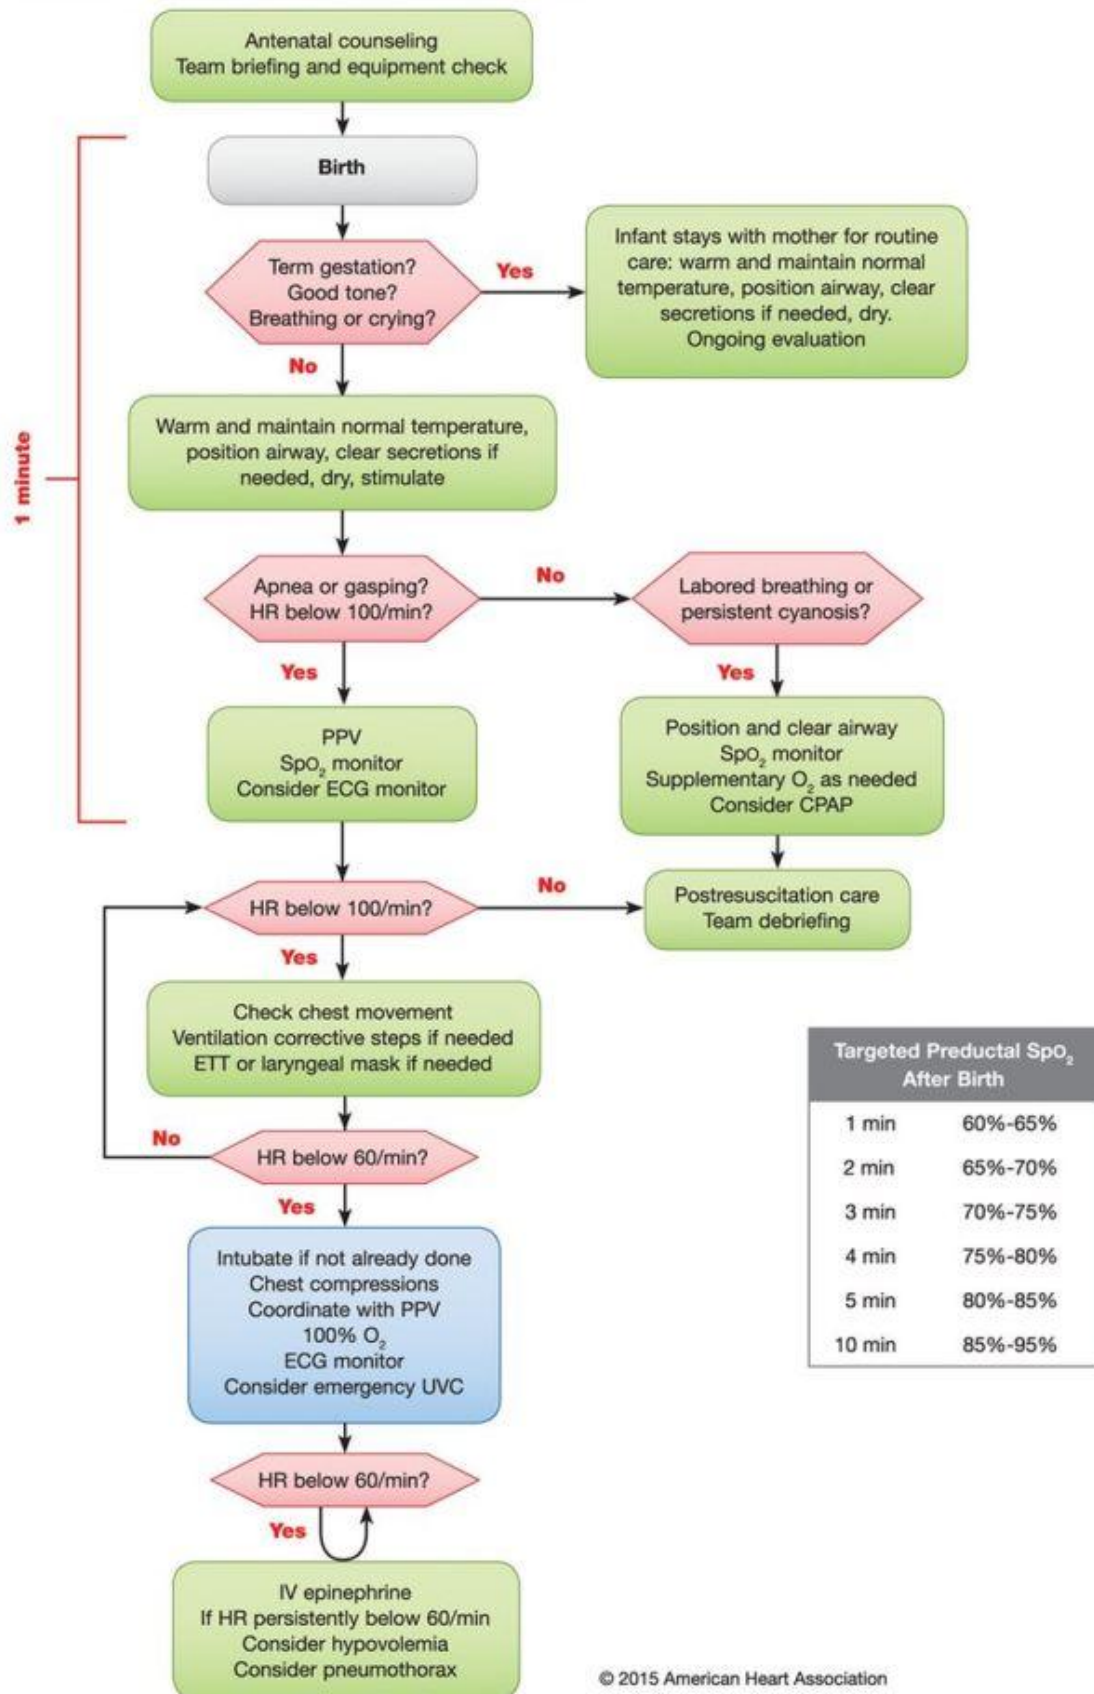 Antenatal counseling
Team briefing and equipment check
Birth
Term gestation?
Good tone?
Breathing or crying?
Yes
Infant stays with mother for routine
care: warm and maintain normal
temperature, position airway, clear
secretions if needed, dry.
Ongoing evaluation
No
Warm and maintain normal temperature,
position airway, clear secretions if
needed, dry, stimulate
1 minute
Apnea or gasping?
HR below 100/min?
No
Labored breathing or
persistent cyanosis?
Yes
Yes
PPV
SpO₂ monitor
Consider ECG monitor
Position and clear airway
SpO₂ monitor
Supplementary O₂ as needed
Consider CPAP
HR below 100/min?
No
Postresuscitation care
Team debriefing
Yes
Check chest movement
Ventilation corrective steps if needed
ETT or laryngeal mask if needed
No
HR below 60/min?
Yes
Intubate if not already done
Chest compressions
Coordinate with PPV
100% O₂
ECG monitor
Consider emergency UVC
HR below 60/min?
Yes
IV epinephrine
If HR persistently below 60/min
Consider hypovolemia
Consider pneumothorax
Targeted Preductal SpO₂
After Birth
1 min 60%-65%
2 min 65%-70%
3 min 70%-75%
4 min 75%-80%
5 min 80%-85%
10 min 85%-95%
© 2015 American Heart Association